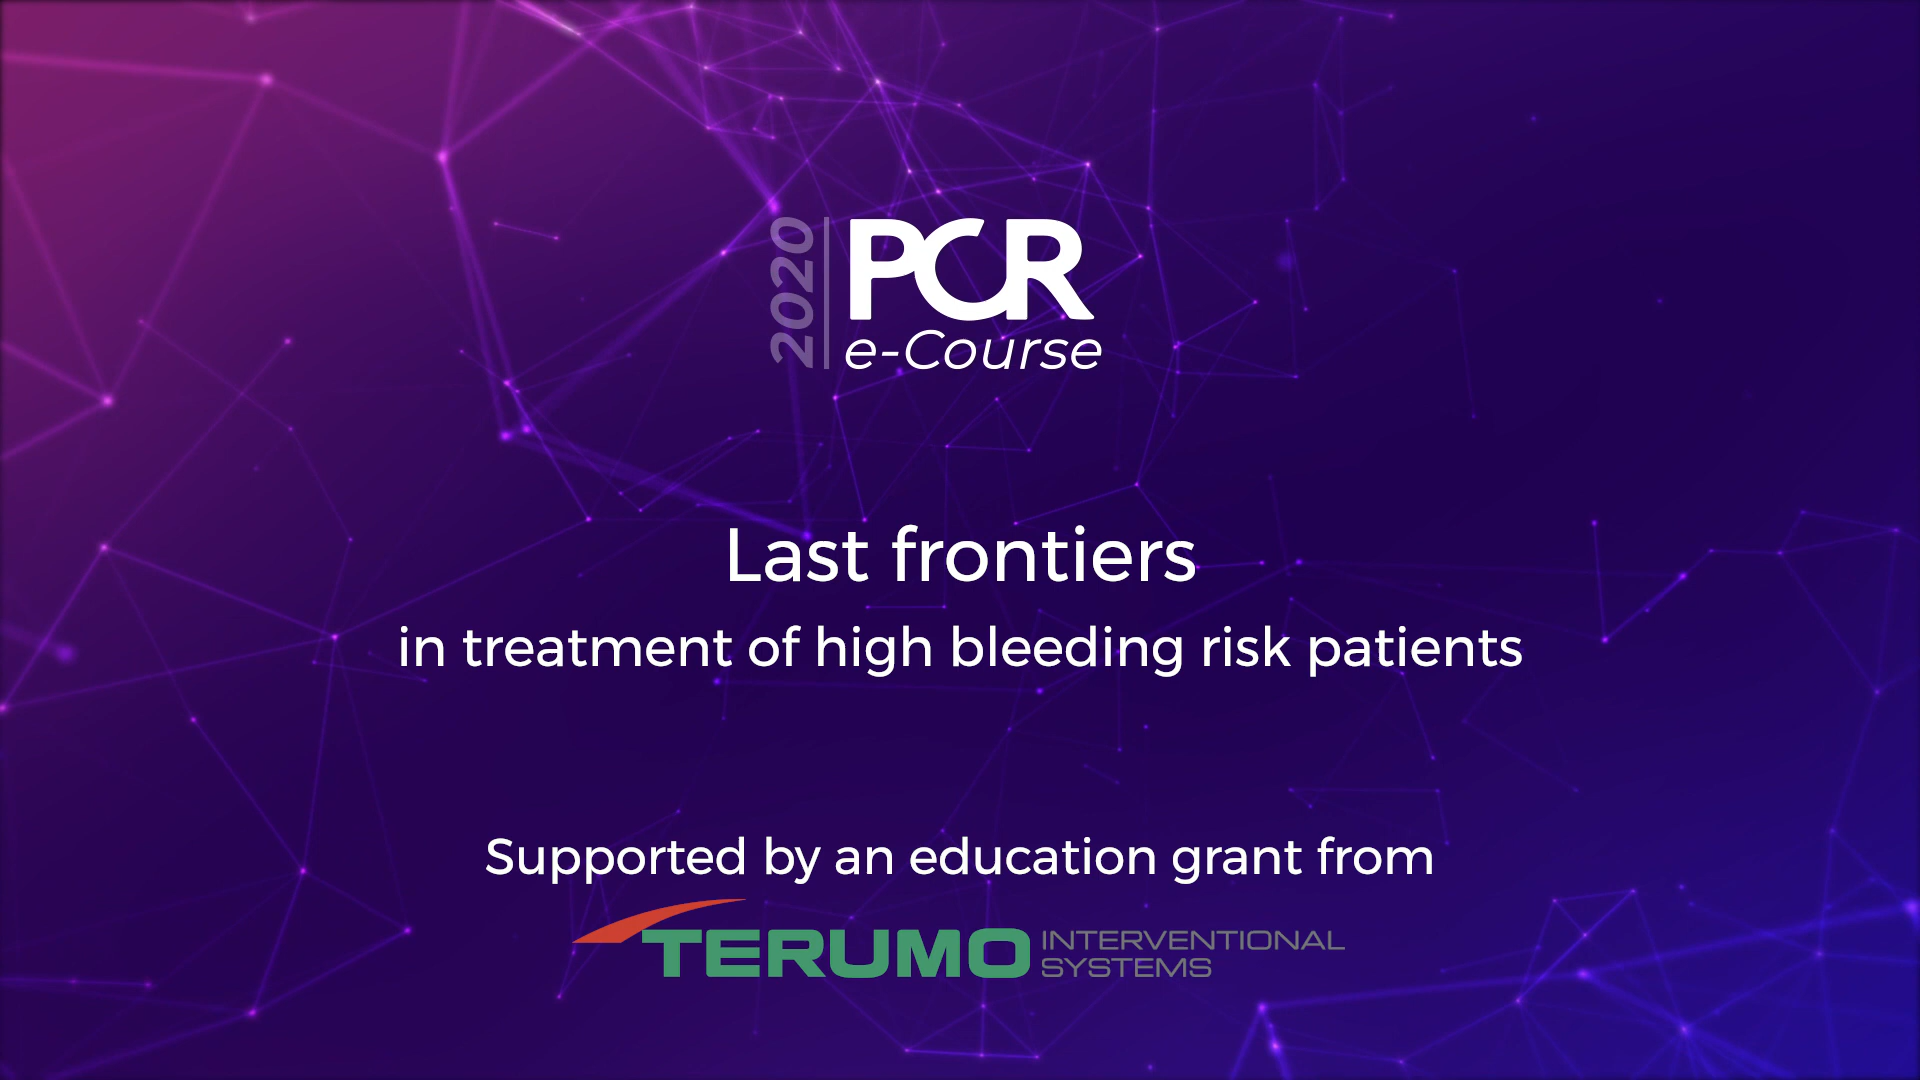 2020
PCR
e-Course
Last frontiers
in treatment of high bleeding risk patients
Supported by an education grant from
TERUMO INTERVENTIONAL
SYSTEMS